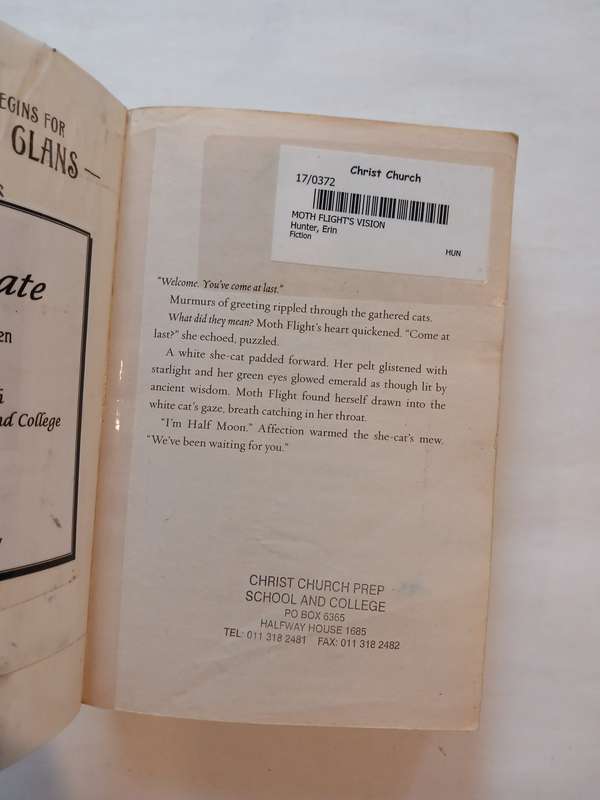 EGINS FOR
CLANS —
ate
en
nd College
Christ Church
17/0372
MOTH FLIGHT'S VISION
Hunter, Erin
Fiction
HUN
"Welcome. You've come at last."
Murmurs of greeting rippled through the gathered cats.
What did they mean? Moth Flight's heart quickened. "Come at
last?" she echoed, puzzled.
A white she-cat padded forward. Her pelt glistened with
starlight and her green eyes glowed emerald as though lit by
ancient wisdom. Moth Flight found herself drawn into the
white cat's gaze, breath catching in her throat.
"I'm Half Moon." Affection warmed the she-cat's mew.
"We've been waiting for you."
CHRIST CHURCH PREP
SCHOOL AND COLLEGE
PO BOX 6365
HALFWAY HOUSE 1685
TEL: 011 318 2481 FAX: 011 318 2482